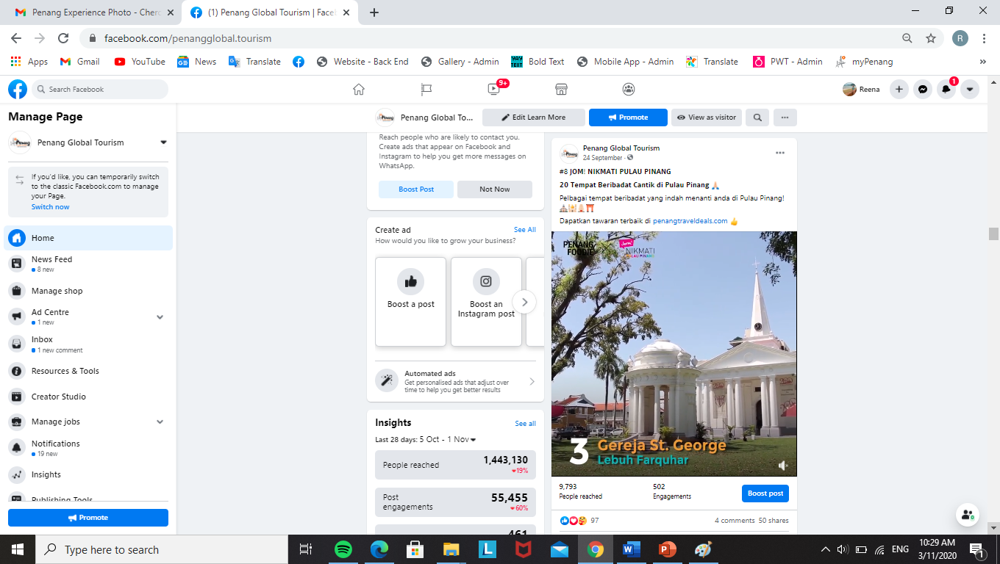 Penang Experience Photo - Cherc
(1) Penang Global Tourism | Face
facebook.com/penangglobal.tourism
R
Apps
Gmail
YouTube
News
Translate
Website - Back End
Gallery - Admin
YAY TEXT
Bold Text
Mobile App - Admin
Translate
PWT - Admin
myPenang
»
Search Facebook
9+
Reena
1
Manage Page
Penang Global Tourism
If you'd like, you can temporarily switch
to the classic Facebook.com to manage
your Page.
Switch now
Home
News Feed
8 new
Manage shop
Ad Centre
1 new
Inbox
1 new comment
Resources & Tools
Creator Studio
Manage jobs
Notifications
19 new
Insights
Publishing Tools
Promote
Penang Global To...
Edit Learn More
Promote
View as visitor
Reach people who are likely to contact you.
Create ads that appear on Facebook and
Instagram to help you get more messages on
WhatsApp.
Boost Post
Not Now
Create ad
See All
How would you like to grow your business?
Boost a post
Boost an
Instagram post
Automated ads
Get personalised ads that adjust over
time to help you get better results
Insights
See all
Last 28 days: 5 Oct - 1 Nov
People reached
1,443,130
19%
Post
engagements
55,455
60%
461
Penang Global Tourism
24 September ·
#8 JOM! NIKMATI PULAU PINANG
20 Tempat Beribadat Cantik di Pulau Pinang 🙏
Pelbagai tempat beribadat yang indah menanti anda di Pulau Pinang!
Dapatkan tawaran terbaik di penangtraveldeals.com 👍
PENANG
FOODIE
Jom!
NIKMATI
PULAU PINANG
3
Gereja St. George
Lebuh Farquhar
9,793
People reached
502
Engagements
Boost post
97
4 comments 50 shares
0
Type here to search
ENG
10:29 AM
3/11/2020
1